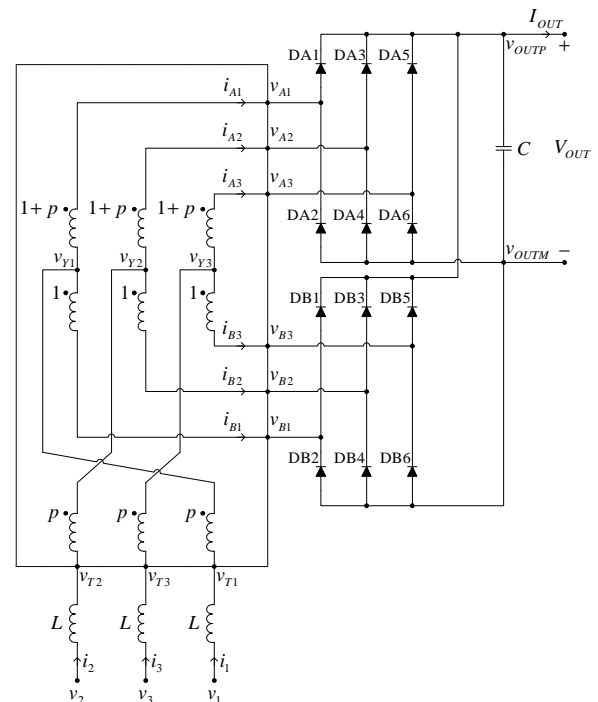 I_OUT
DA1 DA3 DA5 v_OUTP +
i_A1 v_A1
i_A2 v_A2
C V_OUT
i_A3 v_A3
1+p 1+p 1+p
DA2 DA4 DA6
v_Y1 v_Y2 v_Y3 v_OUTM −
1 1 1
DB1 DB3 DB5
i_B3 v_B3
i_B2 v_B2
i_B1 v_B1
DB2 DB4 DB6
p p p
v_T2 v_T3 v_T1
L L L
i_2 i_3 i_1
v_2 v_3 v_1